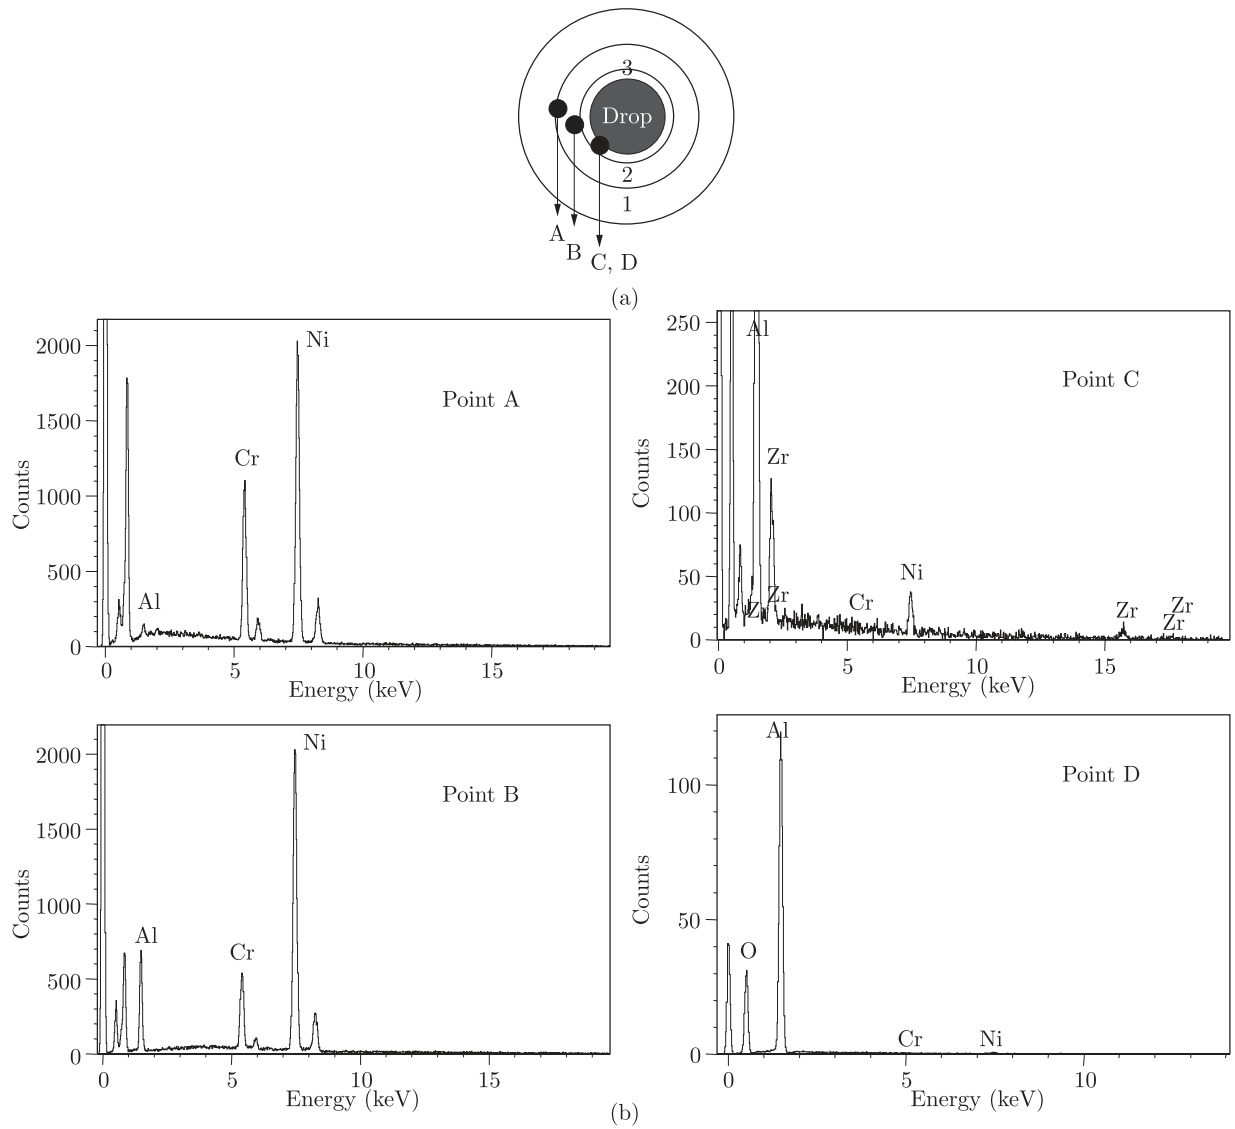 3
Drop
2
1
A
B
C, D
(a)
2000
1500
1000
500
0
Counts
Ni
Point A
Cr
Al
0 5 10 15
Energy (keV)
250
200
150
100
50
0
Counts
Al
Point C
Zr
Ni
Zr
Zr
Cr
Zr
Zr
Zr
0 5 10 15
Energy (keV)
2000
1500
1000
500
0
Counts
Ni
Point B
Al
Cr
0 5 10 15
Energy (keV)
100
50
0
Counts
Al
Point D
O
Cr
Ni
0 5 10
Energy (keV)
(b)